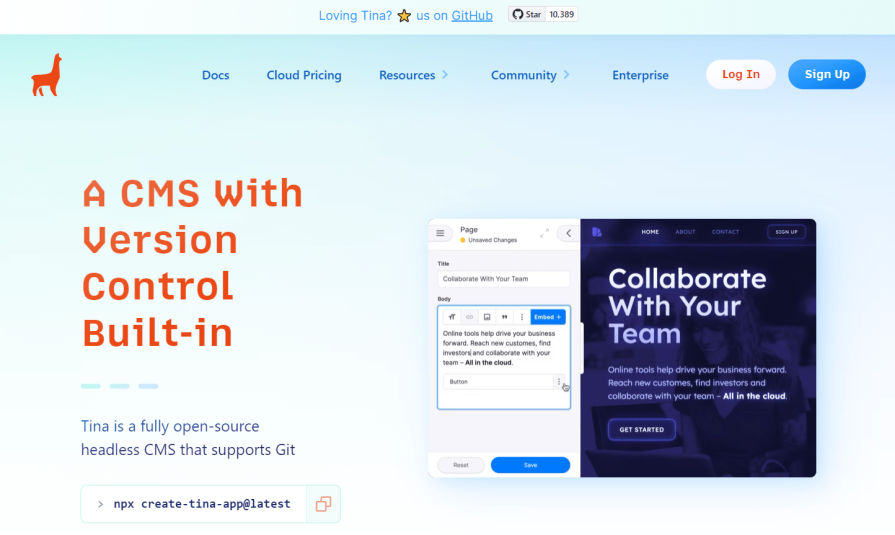 Loving Tina? ⭐ us on GitHub Star 10,389
Docs Cloud Pricing Resources Community Enterprise Log In Sign Up
A CMS With
Version
Control
Built-in
Tina is a fully open-source
headless CMS that supports Git
> npx create-tina-app@latest
Page
Unsaved Changes
Title
Collaborate With Your Team
Body
Embed +
Online tools help drive your business
forward. Reach new customes, find
investors and collaborate with your
team – All in the cloud.
Button
Reset Save
HOME ABOUT CONTACT SIGN UP
Collaborate
With Your
Team
Online tools help drive your business forward.
Reach new customes, find investors and
collaborate with your team – All in the cloud.
GET STARTED